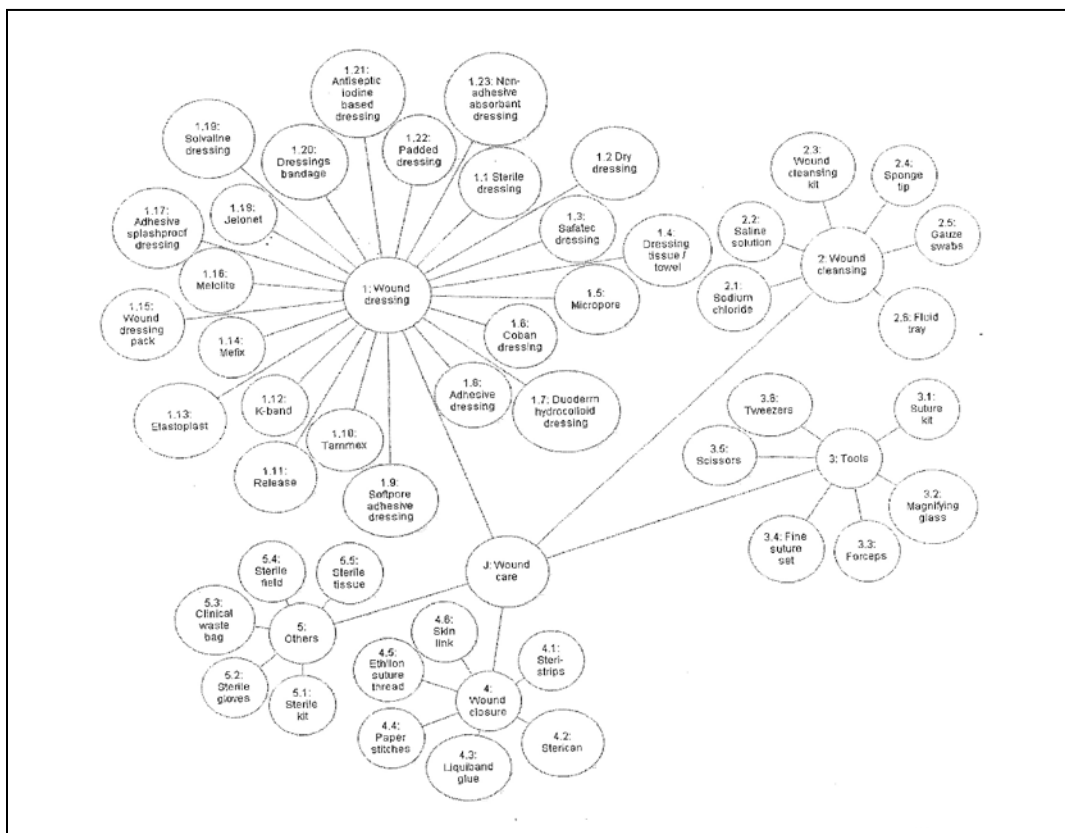 1.21:
Antiseptic
iodine
based
dressing
1.23: Non-
adhesive
absorbant
dressing
1.19:
Solvaline
dressing
1.20:
Dressings
bandage
1.22:
Padded
dressing
1.1 Sterile
dressing
1.2 Dry
dressing
1.17:
Adhesive
splashproof
dressing
1.18:
Jelonet
1.3:
Safatec
dressing
1.4:
Dressing
tissue /
towel
1.16:
Melolite
1: Wound
dressing
1.5:
Micropore
1.15:
Wound
dressing
pack
1.14:
Mefix
1.6:
Coban
dressing
1.13:
Elastoplast
1.12:
K-band
1.8:
Adhesive
dressing
1.7: Duoderm
hydrocolloid
dressing
1.11:
Release
1.10:
Tammex
1.9:
Softpore
adhesive
dressing
2.3:
Wound
cleansing
kit
2.4:
Sponge
tip
2.2:
Saline
solution
2.5:
Gauze
swabs
2: Wound
cleansing
2.1:
Sodium
chloride
2.6: Fluid
tray
3.6:
Tweezers
3.1:
Suture
kit
3.5:
Scissors
3: Tools
3.2:
Magnifying
glass
3.4: Fine
suture
set
3.3:
Forceps
J: Wound
care
5.4:
Sterile
field
5.5:
Sterile
tissue
5.3:
Clinical
waste
bag
5:
Others
5.2:
Sterile
gloves
5.1:
Sterile
kit
4.6:
Skin
link
4.5:
Ethilon
suture
thread
4.1:
Steri-
strips
4:
Wound
closure
4.4:
Paper
stitches
4.3:
Liquiband
glue
4.2:
Sterican